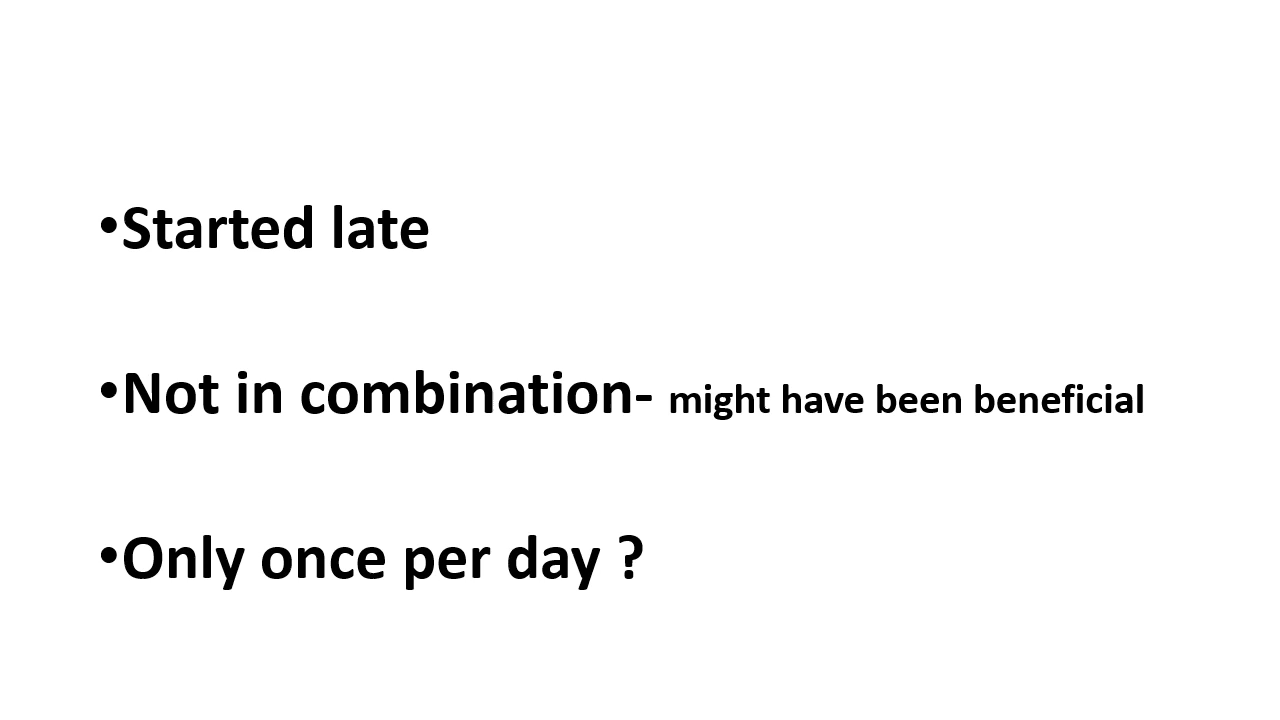 •Started late
•Not in combination- might have been beneficial
•Only once per day ?